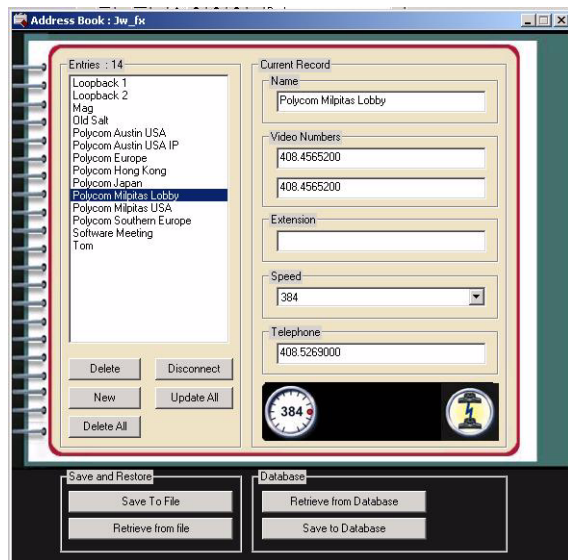 Address Book : Jw_fx
Entries : 14
Loopback 1
Loopback 2
Mag
Old Salt
Polycom Austin USA
Polycom Austin USA IP
Polycom Europe
Polycom Hong Kong
Polycom Japan
Polycom Milpitas Lobby
Polycom Milpitas USA
Polycom Southern Europe
Software Meeting
Tom
Delete
Disconnect
New
Update All
Delete All
Current Record
Name
Polycom Milpitas Lobby
Video Numbers
408.4565200
408.4565200
Extension
Speed
384
Telephone
408.5269000
384
Save and Restore
Save To File
Retrieve from file
Database
Retrieve from Database
Save to Database